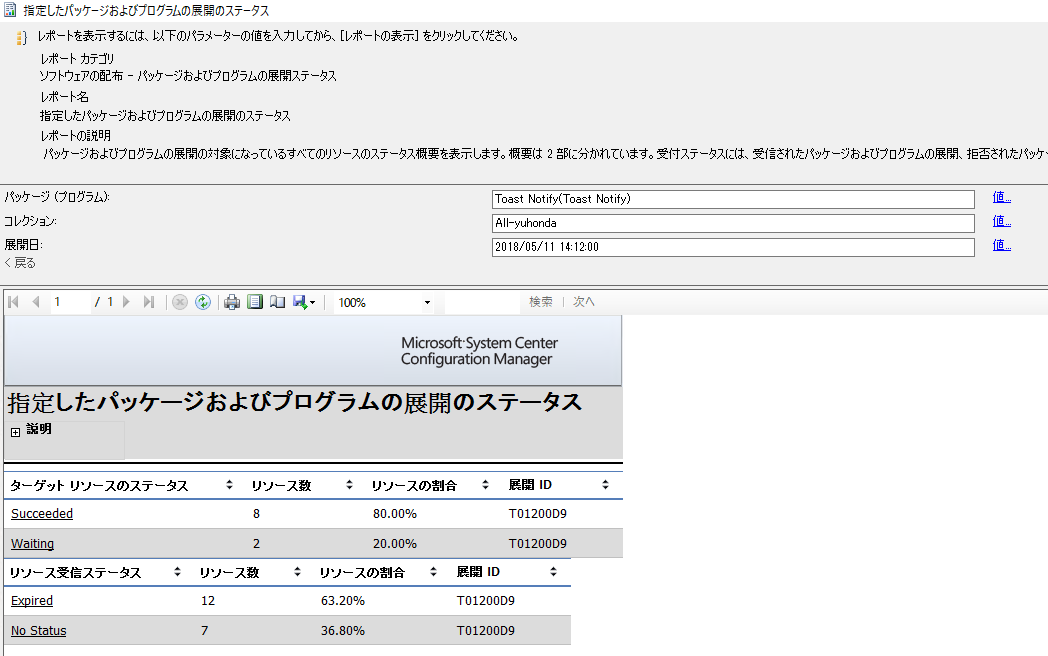 指定したパッケージおよびプログラムの展開のステータス
レポートを表示するには、以下のパラメーターの値を入力してから、[レポートの表示] をクリックしてください。
レポート カテゴリ
ソフトウェアの配布 - パッケージおよびプログラムの展開ステータス
レポート名
指定したパッケージおよびプログラムの展開のステータス
レポートの説明
パッケージおよびプログラムの展開の対象になっているすべてのリソースのステータス概要を表示します。概要は 2 部に分かれています。受付ステータスには、受信されたパッケージおよびプログラムの展開、拒否されたパッケ
パッケージ (プログラム): Toast Notify(Toast Notify) 値...
コレクション: All-yuhonda 値...
展開日: 2018/05/11 14:12:00 値...
< 戻る
1 / 1 100% 検索 | 次へ
Microsoft System Center
Configuration Manager
指定したパッケージおよびプログラムの展開のステータス
説明
ターゲット リソースのステータス リソース数 リソースの割合 展開 ID
Succeeded 8 80.00% T01200D9
Waiting 2 20.00% T01200D9
リソース受信ステータス リソース数 リソースの割合 展開 ID
Expired 12 63.20% T01200D9
No Status 7 36.80% T01200D9